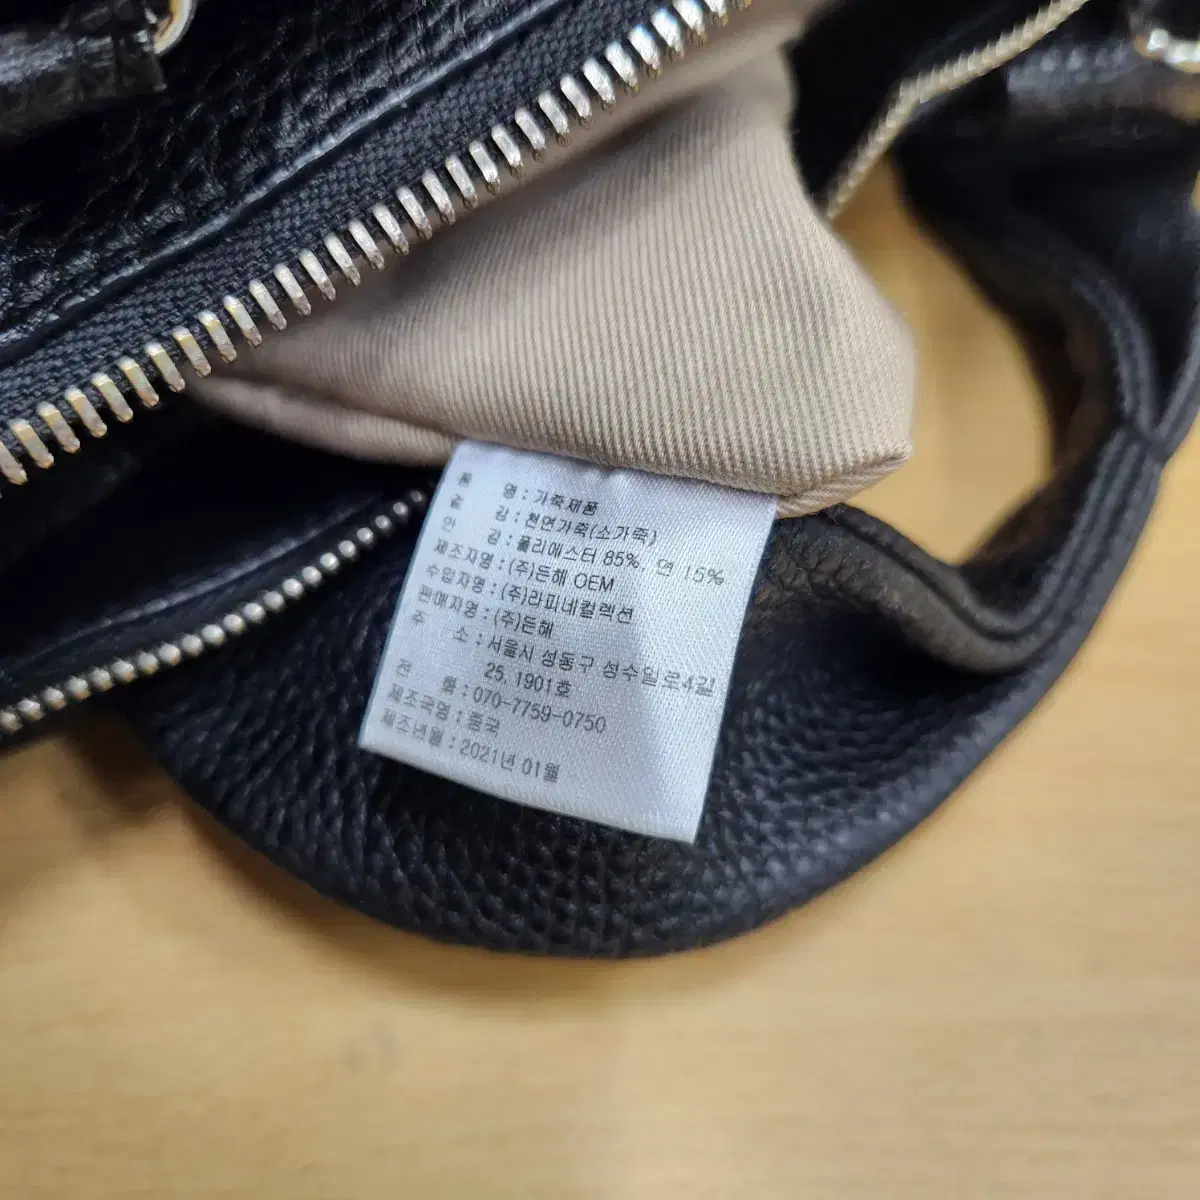 품 명 : 가죽제품
겉 감 : 천연가죽(소가죽)
안 감 : 폴리에스터 85%, 면 15%
제조자명 : (주)든해 OEM
수입자명 : (주)라피네컬렉션
판매자명 : (주)든해
주 소 : 서울시 성동구 성수일로4길
25, 1901호
전 화 : 070-7759-0750
제조국명 : 중국
제조년월 : 2021년 01월